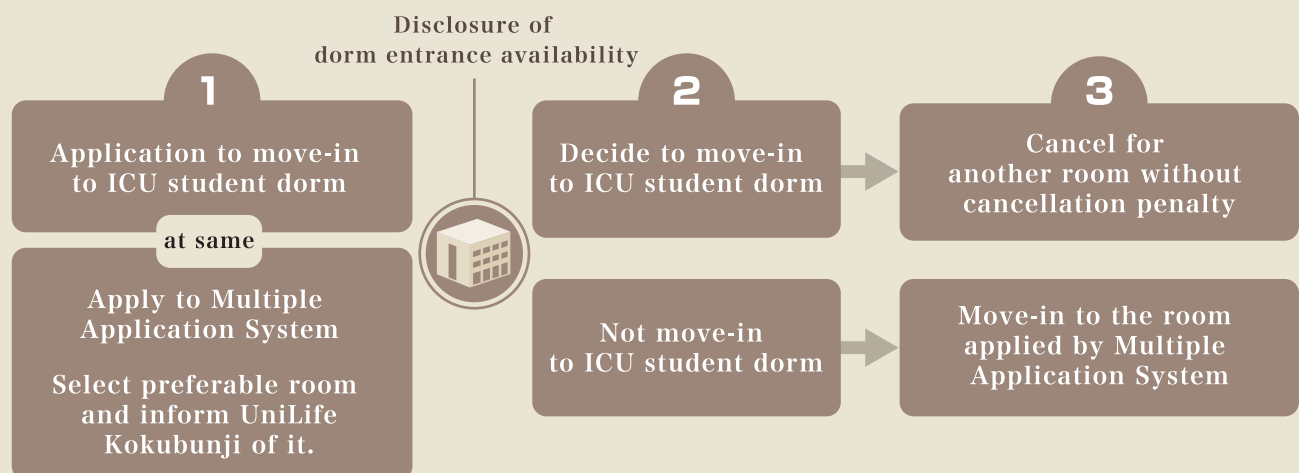 Disclosure of
dorm entrance availability
1
Application to move-in
to ICU student dorm
at same
Apply to Multiple
Application System
Select preferable room
and inform UniLife
Kokubunji of it.
2
Decide to move-in
to ICU student dorm
Not move-in
to ICU student dorm
3
Cancel for
another room without
cancellation penalty
Move-in to the room
applied by Multiple
Application System